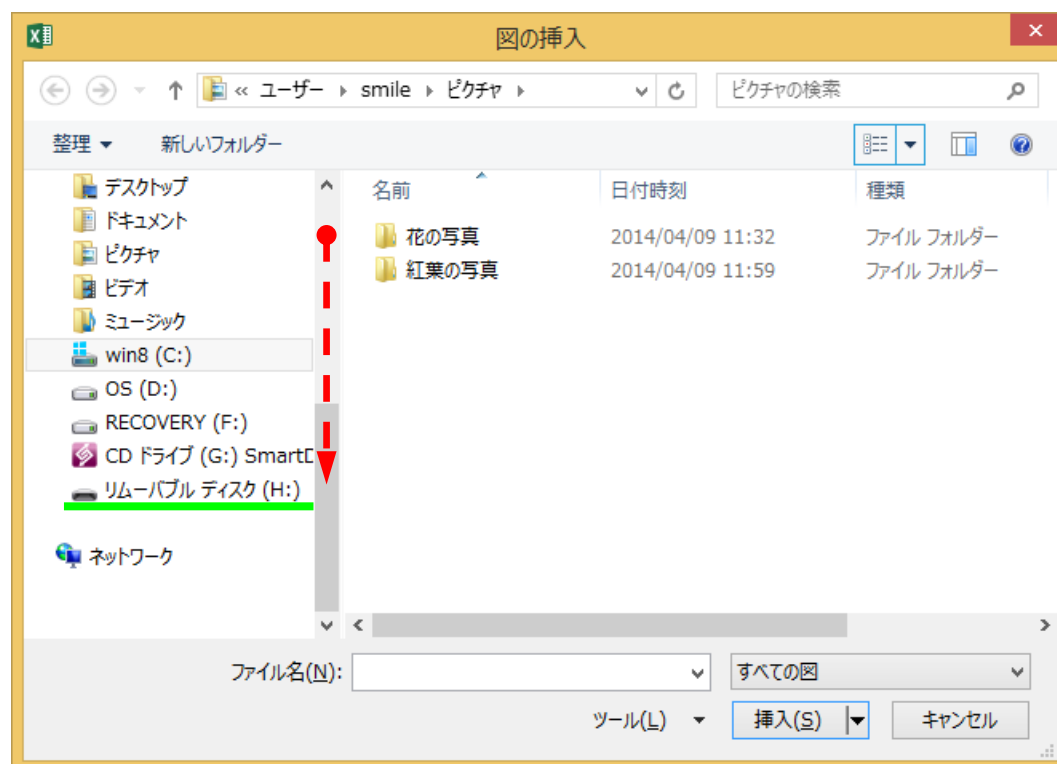 図の挿入
« ユーザー ▸ smile ▸ ピクチャ ▸
ピクチャの検索
整理 ▼ 新しいフォルダー
デスクトップ
ドキュメント
ピクチャ
ビデオ
ミュージック
win8 (C:)
OS (D:)
RECOVERY (F:)
CD ドライブ (G:) SmartD
リムーバブル ディスク (H:)
ネットワーク
名前 日付時刻 種類
花の写真 2014/04/09 11:32 ファイル フォルダー
紅葉の写真 2014/04/09 11:59 ファイル フォルダー
ファイル名(N):
すべての図
ツール(L) ▼ 挿入(S) ▼ キャンセル